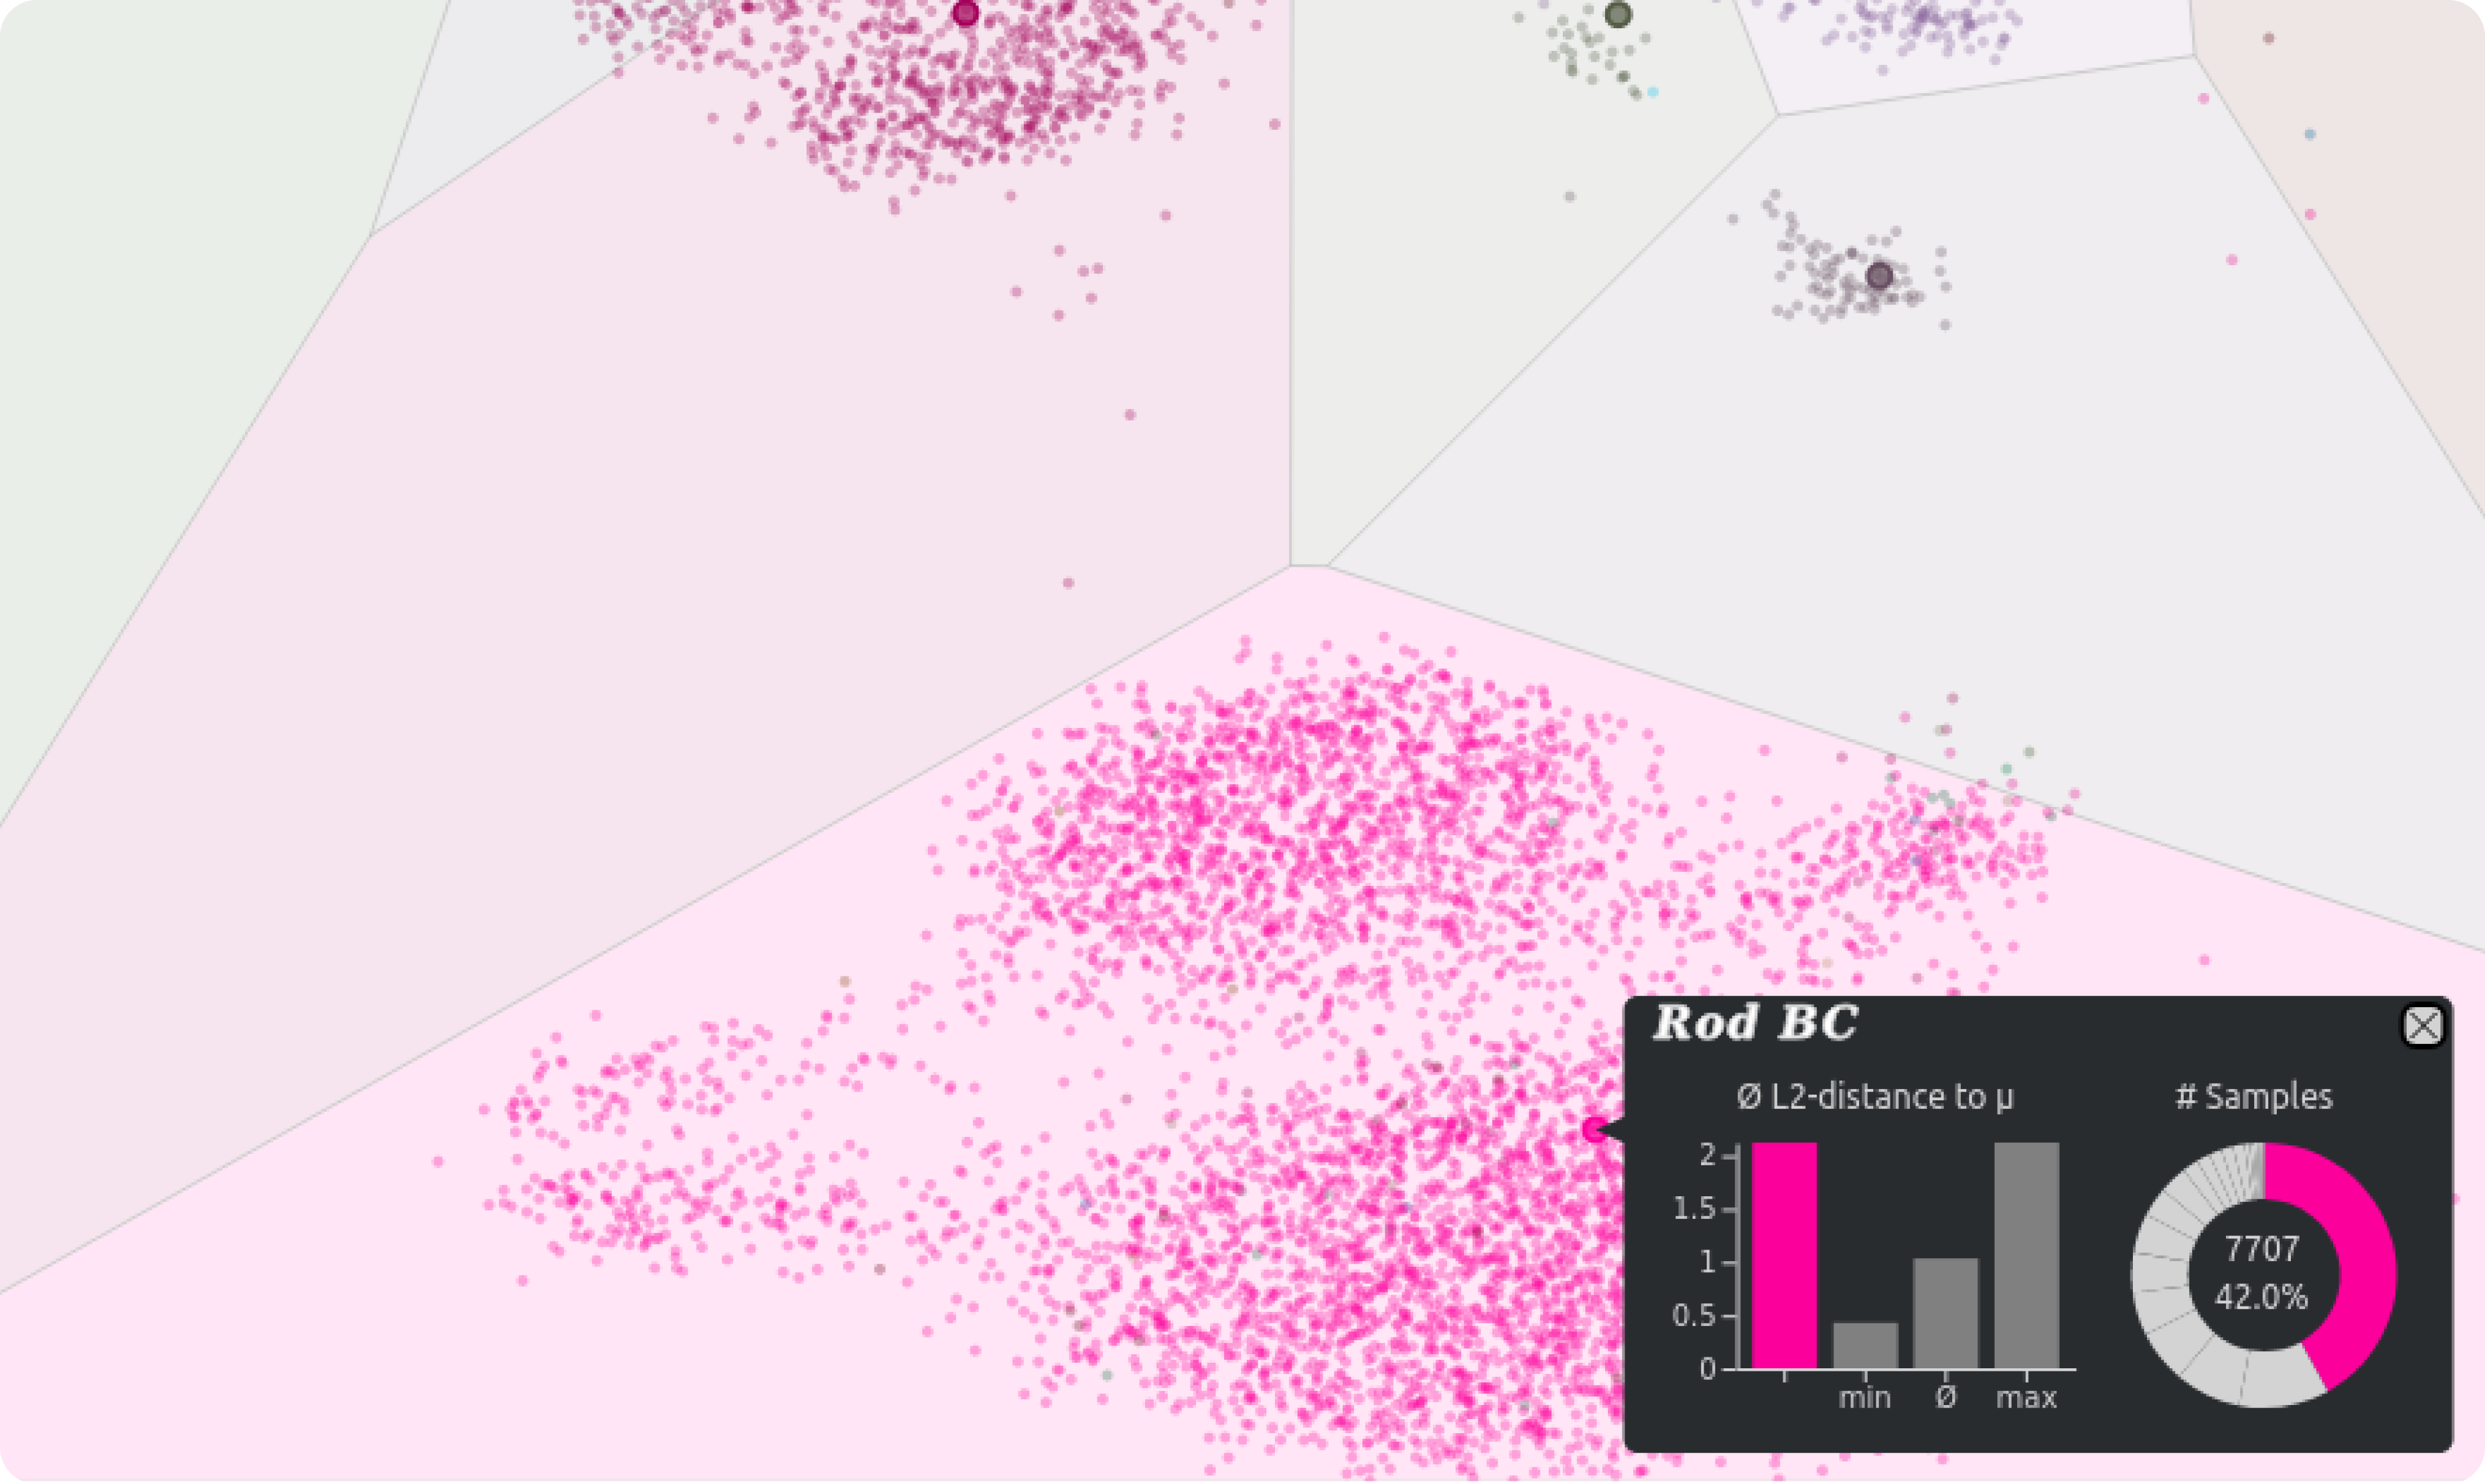 Rod BC
Ø L2-distance to µ
# Samples
2
1.5
1
0.5
0
min
Ø
max
7707
42.0%